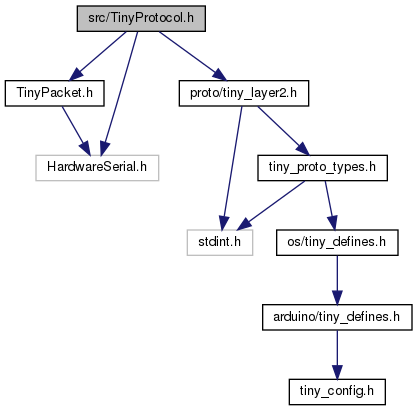 src/TinyProtocol.h
TinyPacket.h
proto/tiny_layer2.h
HardwareSerial.h
tiny_proto_types.h
stdint.h
os/tiny_defines.h
arduino/tiny_defines.h
tiny_config.h